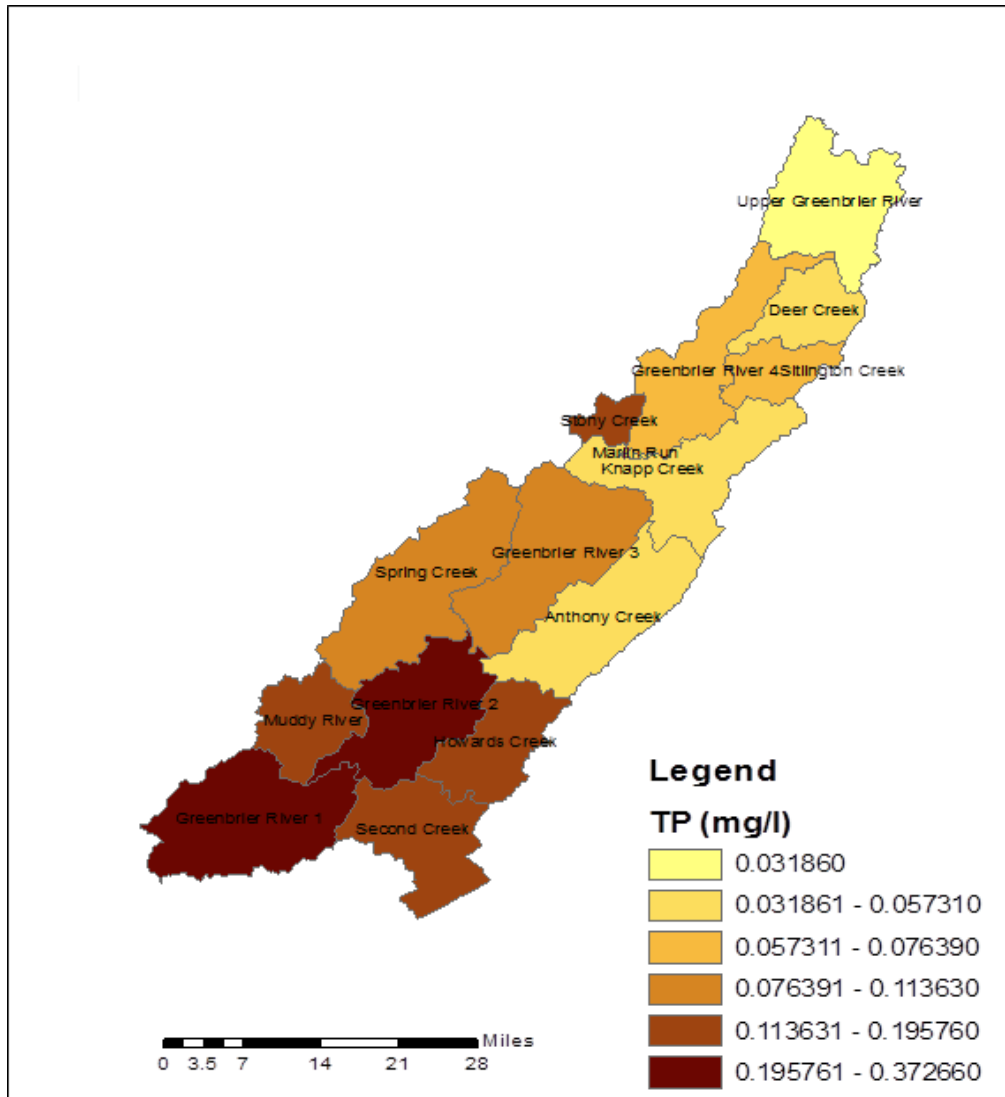 Upper Greenbrier River
Deer Creek
Greenbrier River 4
Sitlington Creek
Stony Creek
Marlin Run
Knapp Creek
Greenbrier River 3
Spring Creek
Anthony Creek
Greenbrier River 2
Muddy River
Howards Creek
Greenbrier River 1
Second Creek
Legend
TP (mg/l)
0.031860
0.031861 - 0.057310
0.057311 - 0.076390
0.076391 - 0.113630
0.113631 - 0.195760
0.195761 - 0.372660
Miles
0 3.5 7 14 21 28